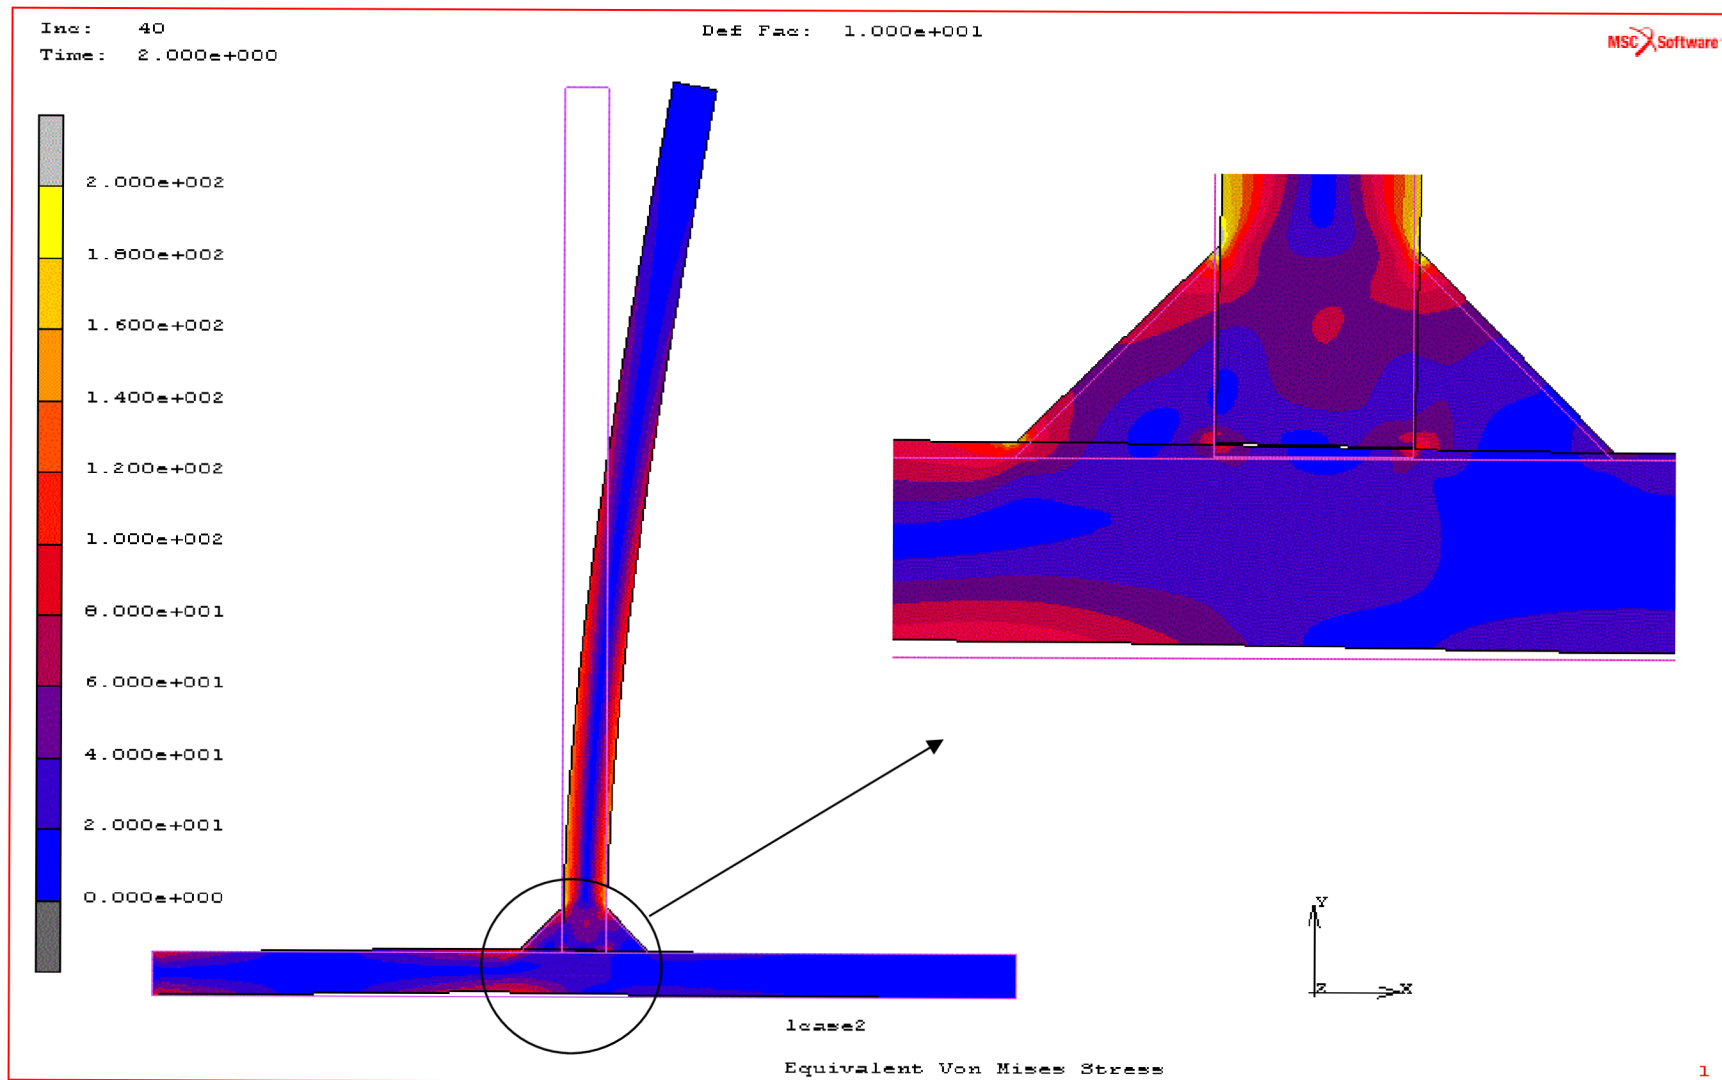 Inc: 40
Def Fac: 1.000e+001
Time: 2.000e+000
MSC Software
2.000e+002
1.800e+002
1.600e+002
1.400e+002
1.200e+002
1.000e+002
8.000e+001
6.000e+001
4.000e+001
2.000e+001
0.000e+000
Y
Z X
lcase2
Equivalent Von Mises Stress
1